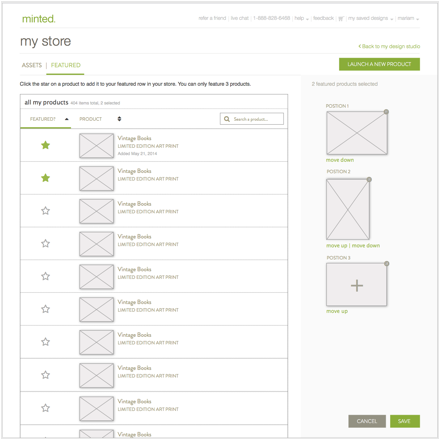 minted.
refer a friend | live chat | 1-888-828-6468 | help | feedback | my saved designs | madam
my store
< Back to my design studio
ASSETS | FEATURED
LAUNCH A NEW PRODUCT
Click the star on a product to add it to your featured row in your store. You can only feature 3 products.
2 featured products selected
all my products 404 items total, 2 selected
FEATURED? PRODUCT Search a product...
Vintage Books
LIMITED EDITION ART PRINT
Added May 21, 2014
Vintage Books
LIMITED EDITION ART PRINT
Vintage Books
LIMITED EDITION ART PRINT
Vintage Books
LIMITED EDITION ART PRINT
Vintage Books
LIMITED EDITION ART PRINT
Vintage Books
LIMITED EDITION ART PRINT
Vintage Books
LIMITED EDITION ART PRINT
Vintage Books
LIMITED EDITION ART PRINT
Vintage Books
LIMITED EDITION ART PRINT
POSTION 1
move down
POSTION 2
move up | move down
POSTION 3
move up
CANCEL
SAVE